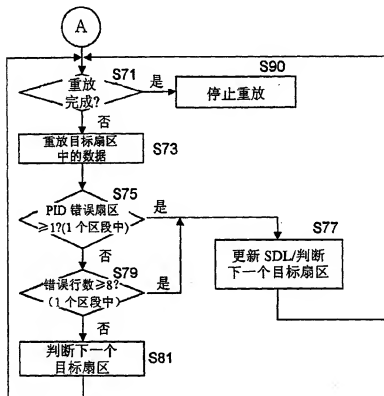 A
S71
S90
重放
完成?
是
停止重放
否
重放目标扇区
中的数据
S73
S75
PID 错误扇区
≥1?(1 个区段中)
是
否
S77
更新 SDL/判断
下一个目标扇区
S79
错误行数≥8?
(1 个区段中)
是
否
判断下一个
目标扇区
S81